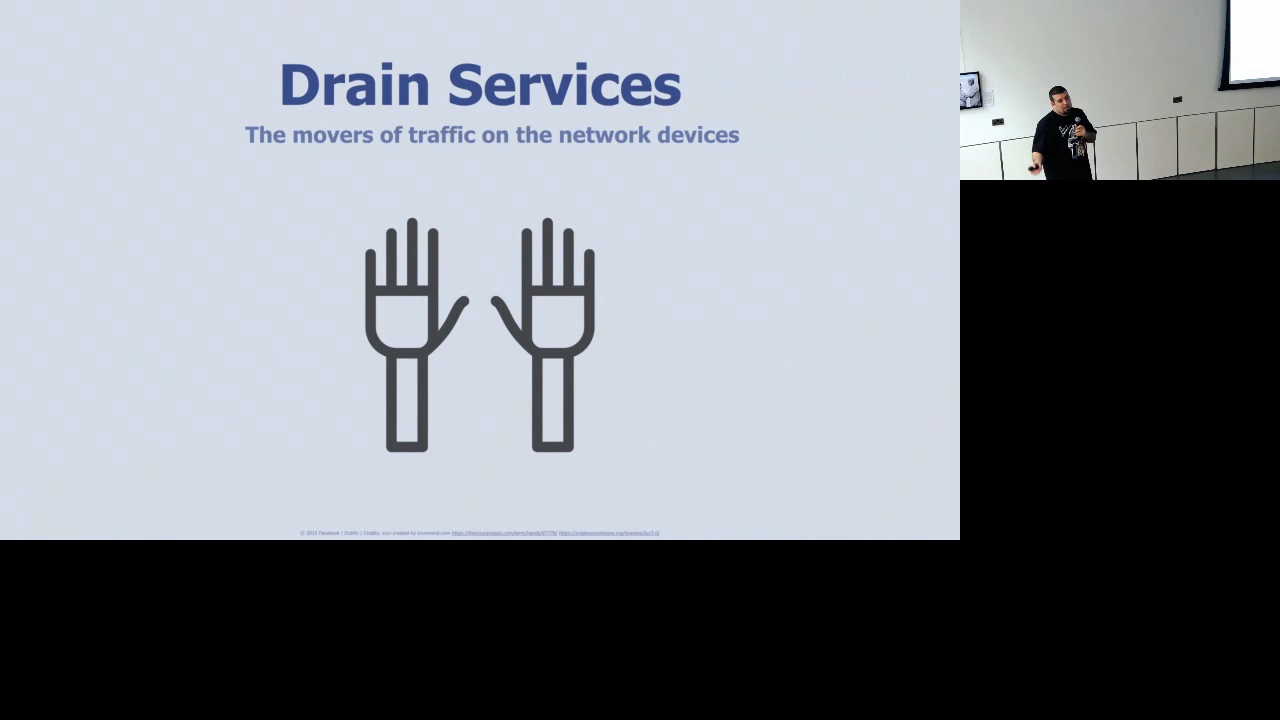 Drain Services
The movers of traffic on the network devices